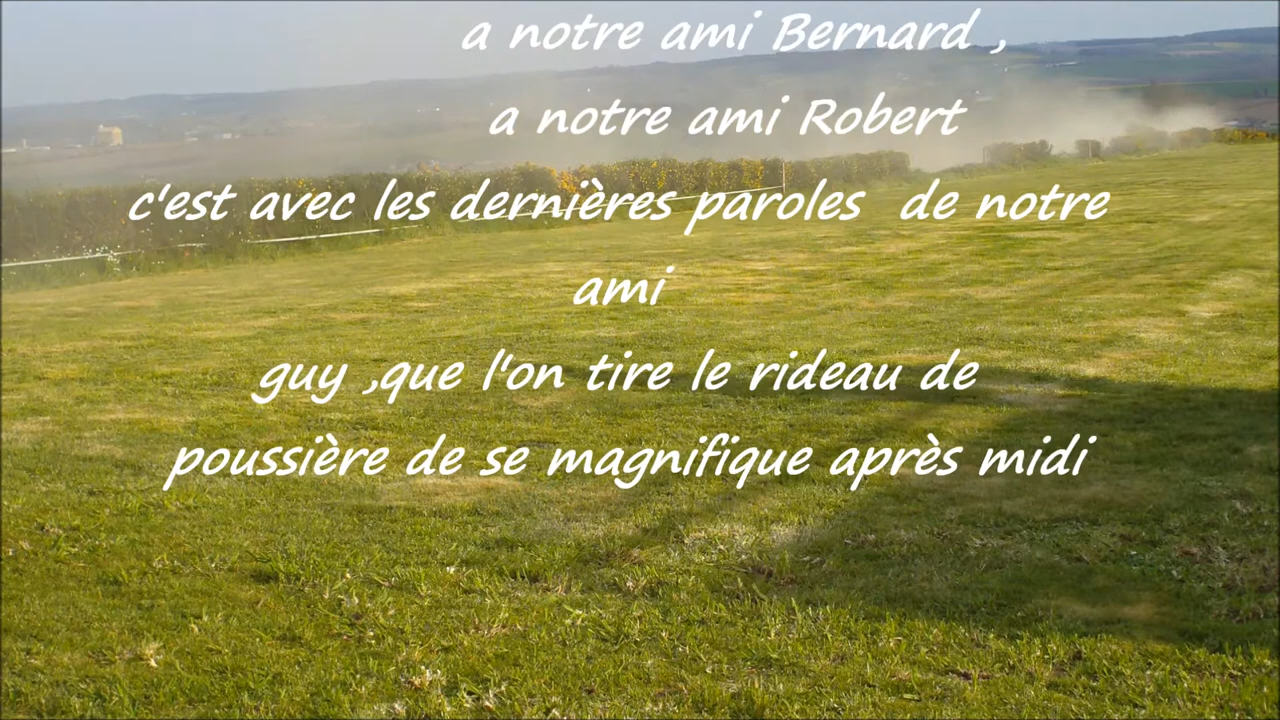 a notre ami Bernard ,
a notre ami Robert
c'est avec les dernières paroles de notre
ami
guy ,que l'on tire le rideau de
poussière de se magnifique après midi